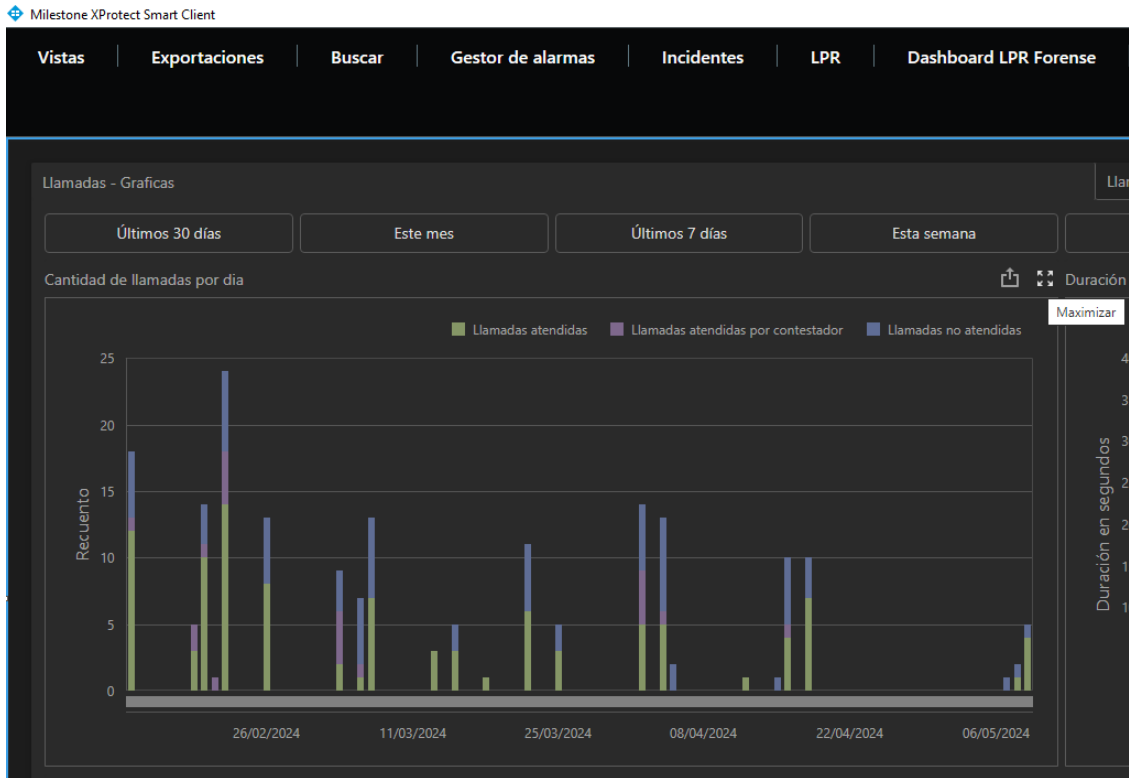 Milestone XProtect Smart Client
Vistas Exportaciones Buscar Gestor de alarmas Incidentes LPR Dashboard LPR Forense
Llamadas - Graficas
Últimos 30 días Este mes Últimos 7 días Esta semana
Cantidad de llamadas por dia
Duración
Maximizar
Llamadas atendidas Llamadas atendidas por contestador Llamadas no atendidas
Recuento
25
20
15
10
5
0
26/02/2024 11/03/2024 25/03/2024 08/04/2024 22/04/2024 06/05/2024
Duración en segundos